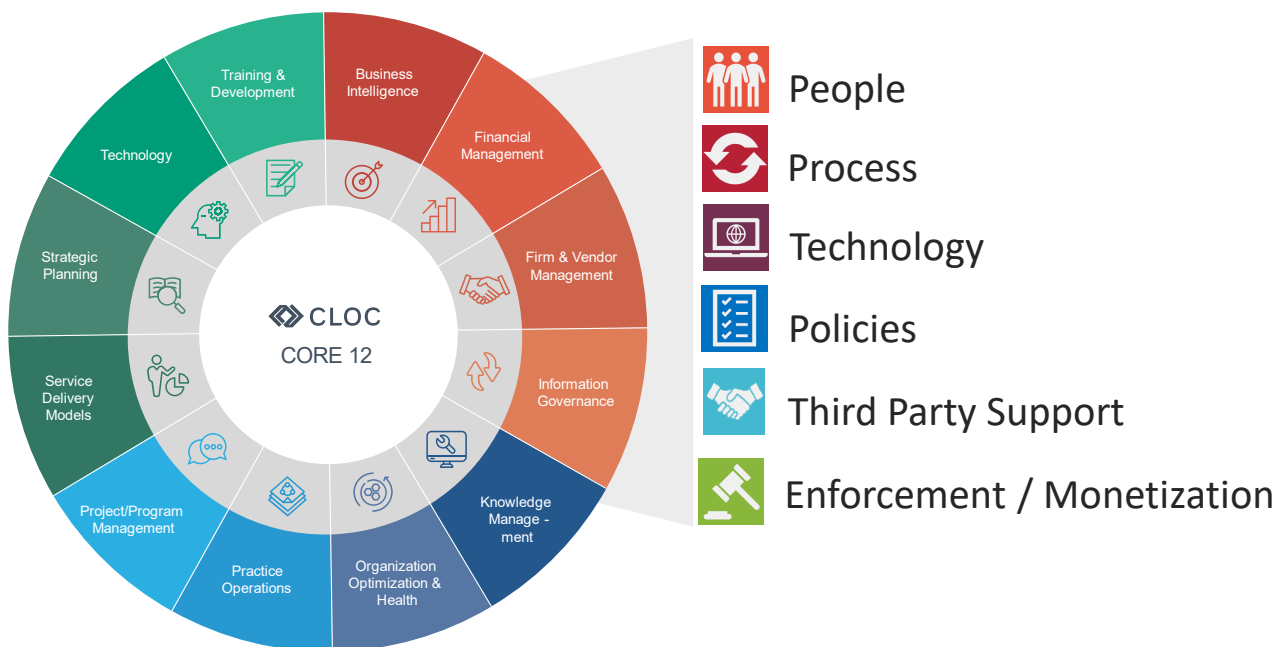 Training &
Development
Business
Intelligence
Financial
Management
Firm & Vendor
Management
Information
Governance
Knowledge
Manage -
ment
Organization
Optimization &
Health
Practice
Operations
Project/Program
Management
Service
Delivery
Models
Strategic
Planning
Technology
CLOC
CORE 12
People
Process
Technology
Policies
Third Party Support
Enforcement / Monetization